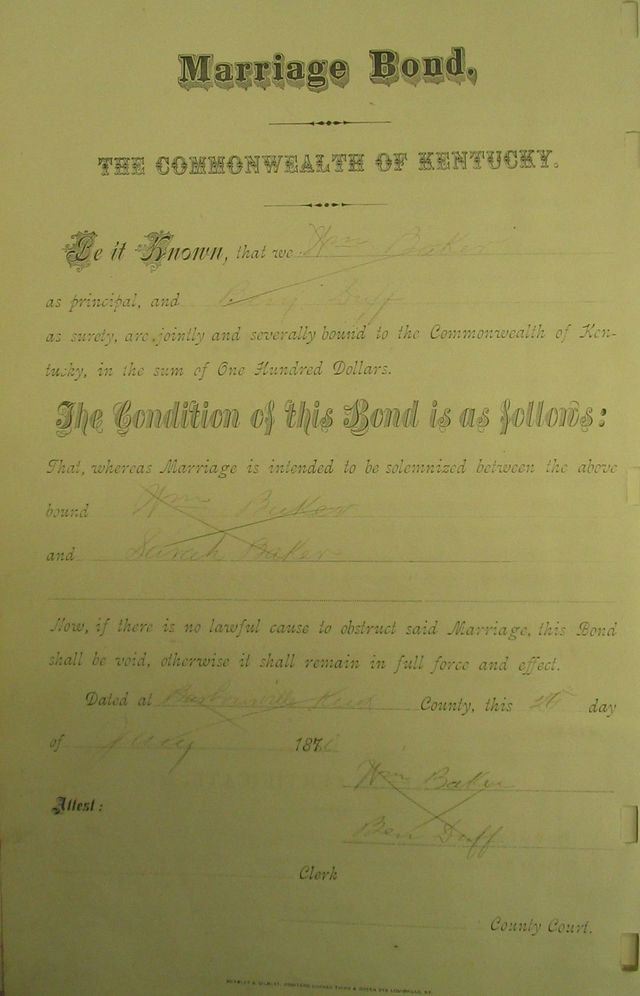 Marriage Bond.
THE COMMONWEALTH OF KENTUCKY.
Be it Known, that we Wm Baker
as principal, and Benj Duff
as surety, are jointly and severally bound to the Commonwealth of Ken-
tucky, in the sum of One Hundred Dollars.
The Condition of this Bond is as follows:
That, whereas Marriage is intended to be solemnized between the above
bound Wm Baker
and Sarah Baker
Now, if there is no lawful cause to obstruct said Marriage, this Bond
shall be void, otherwise it shall remain in full force and effect.
Dated at Barbourville Knox County, this day
of July 187
Wm Baker
Attest:
Ben Duff
Clerk
County Court.